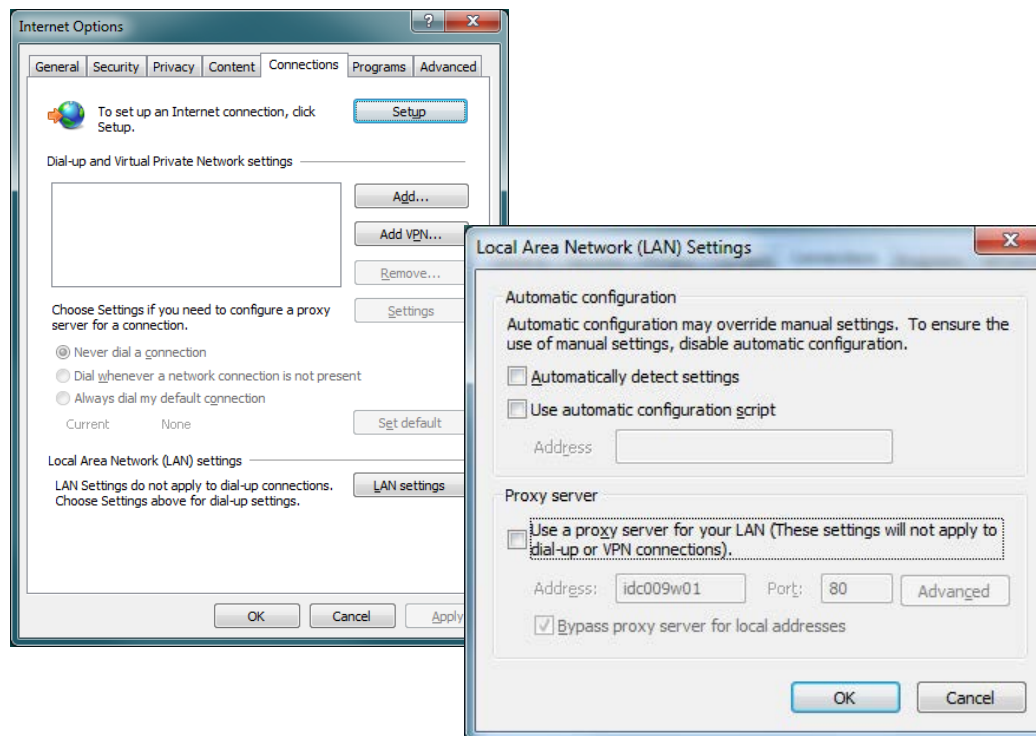 Internet Options
General Security Privacy Content Connections Programs Advanced
To set up an Internet connection, click
Setup.
Setup
Dial-up and Virtual Private Network settings
Add...
Add VPN...
Remove...
Choose Settings if you need to configure a proxy
server for a connection.
Settings
Never dial a connection
Dial whenever a network connection is not present
Always dial my default connection
Current None
Set default
Local Area Network (LAN) settings
LAN Settings do not apply to dial-up connections.
Choose Settings above for dial-up settings.
LAN settings
OK Cancel Apply
Local Area Network (LAN) Settings
Automatic configuration
Automatic configuration may override manual settings. To ensure the
use of manual settings, disable automatic configuration.
Automatically detect settings
Use automatic configuration script
Address
Proxy server
Use a proxy server for your LAN (These settings will not apply to
dial-up or VPN connections).
Address: idc009w01 Port: 80 Advanced
Bypass proxy server for local addresses
OK Cancel